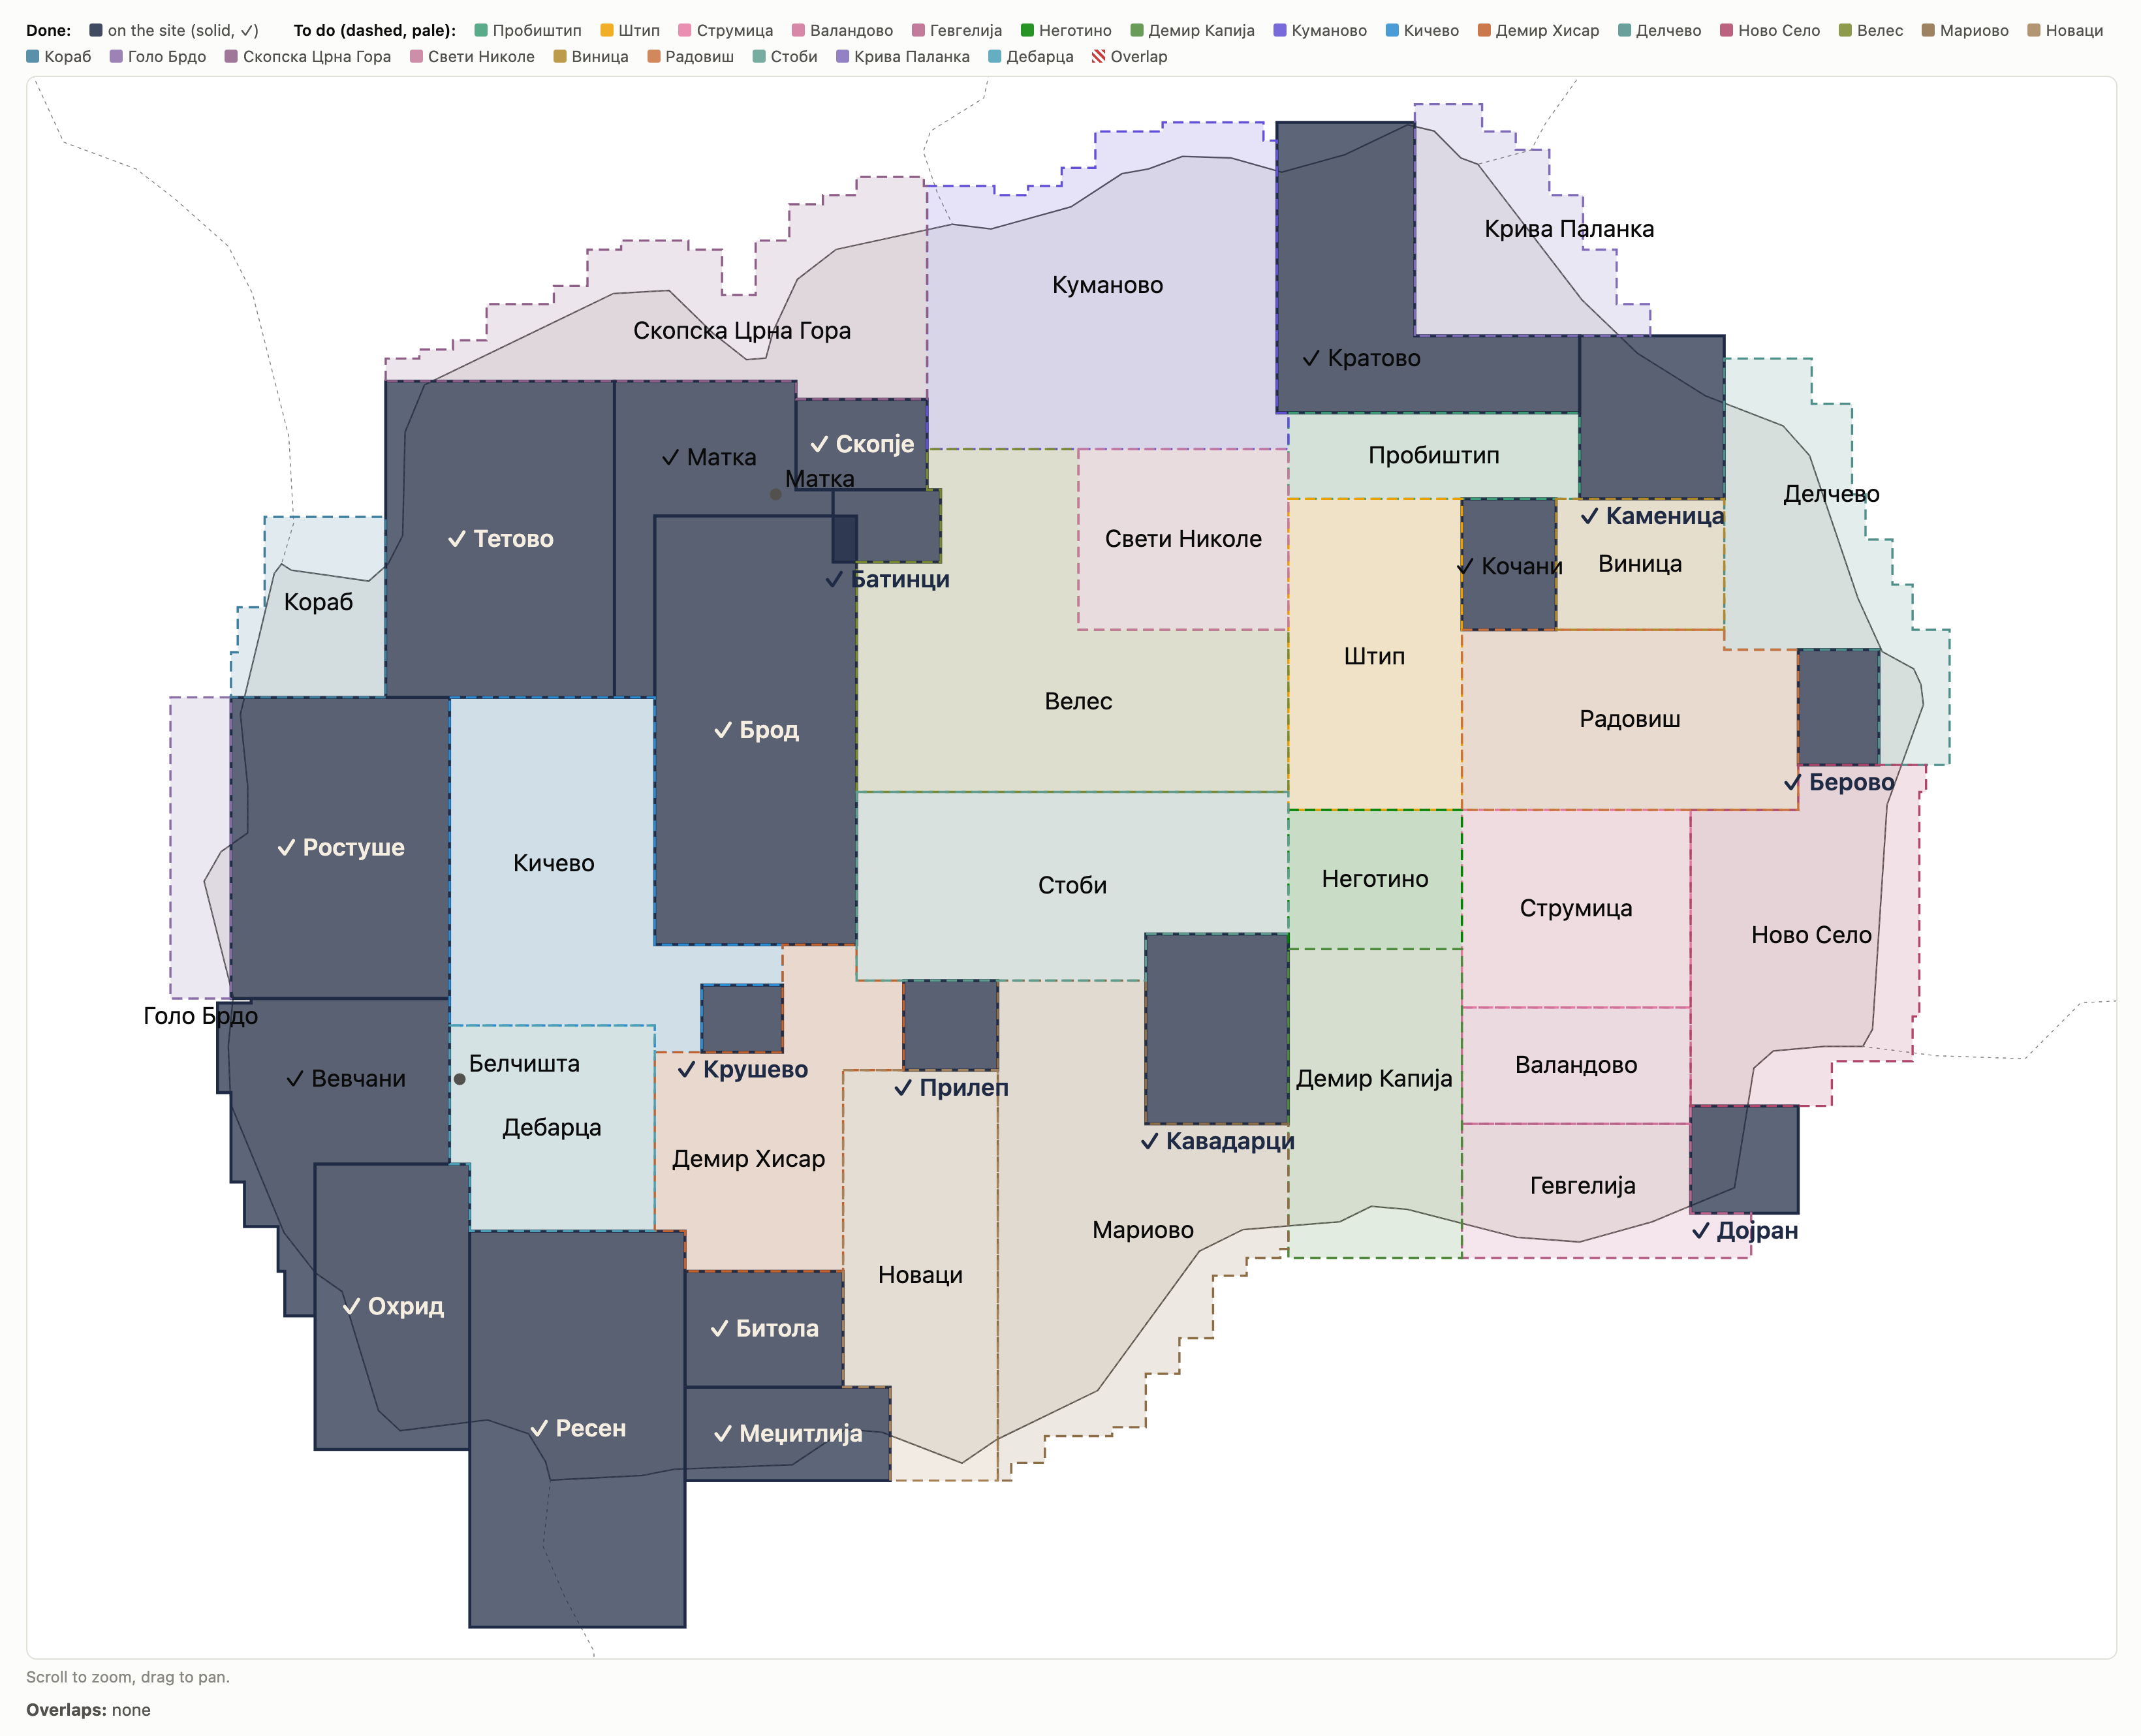 Done: on the site (solid, ✓) To do (dashed, pale): Пробиштип Штип Струмица Валандово Гевгелија Неготино Демир Капија Куманово Кичево Демир Хисар Делчево Ново Село Велес Мариово Новаци
Кораб Голо Брдо Скопска Црна Гора Свети Николе Виница Радовиш Стоби Крива Паланка Дебарца Overlap
Крива Паланка
Куманово
Скопска Црна Гора
✓ Кратово
✓ Скопје
Пробиштип
✓ Матка
Матка
Делчево
✓ Каменица
✓ Тетово
Свети Николе
Виница
✓ Кочани
✓ Батинци
Кораб
Штип
Велес
Радовиш
✓ Брод
✓ Берово
✓ Ростуше
Кичево
Неготино
Стоби
Струмица
Ново Село
Голо Брдо
Белчишта
Валандово
✓ Крушево
✓ Вевчани
Демир Капија
✓ Прилеп
Дебарца
✓ Кавадарци
Демир Хисар
Гевгелија
Мариово
✓ Дојран
Новаци
✓ Охрид
✓ Битола
✓ Ресен
✓ Меџитлија
Scroll to zoom, drag to pan.
Overlaps: none